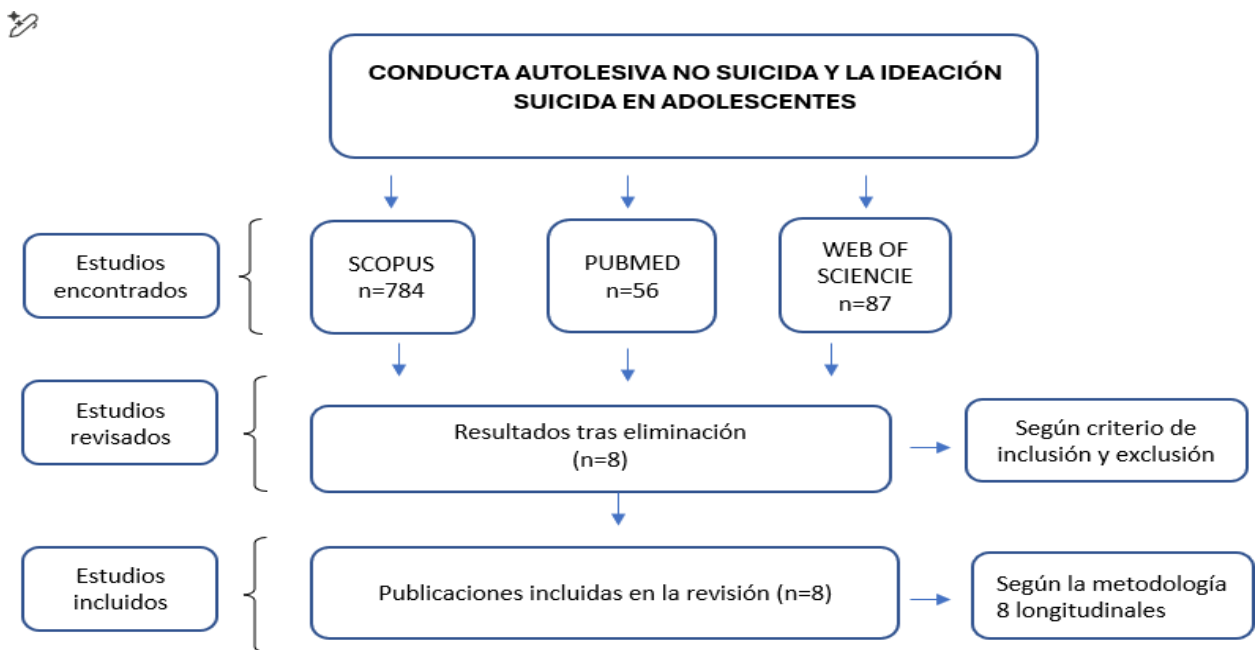 CONDUCTA AUTOLESIVA NO SUICIDA Y LA IDEACIÓN
SUICIDA EN ADOLESCENTES
Estudios
encontrados
SCOPUS
n=784
PUBMED
n=56
WEB OF
SCIENCIE
n=87
Estudios
revisados
Resultados tras eliminación
(n=8)
Según criterio de
inclusión y exclusión
Estudios
incluidos
Publicaciones incluidas en la revisión (n=8)
Según la metodología
8 longitudinales